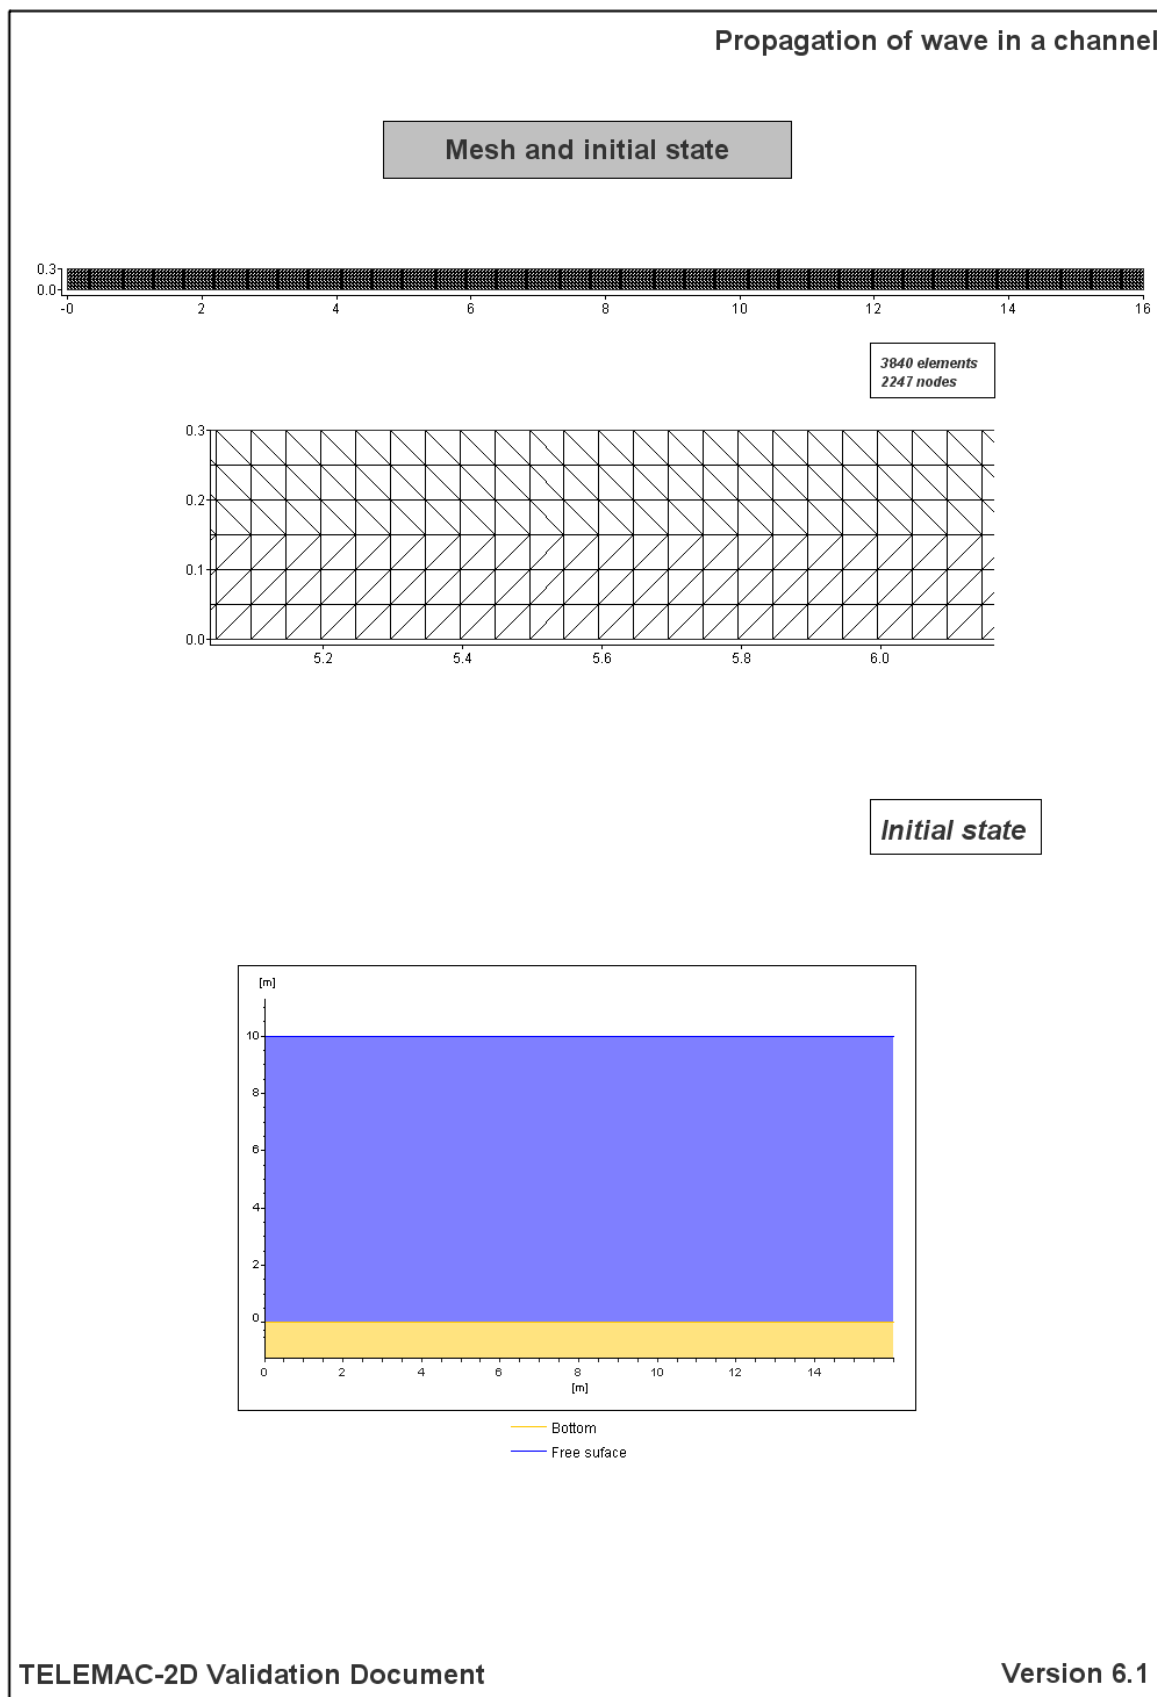 Propagation of wave in a channel
Mesh and initial state
0.3
0.0
-0 2 4 6 8 10 12 14 16
3840 elements
2247 nodes
0.3
0.2
0.1
0.0
5.2 5.4 5.6 5.8 6.0
Initial state
[m]
10
8
6
4
2
0
0 2 4 6 8 10 12 14
[m]
Bottom
Free suface
TELEMAC-2D Validation Document Version 6.1